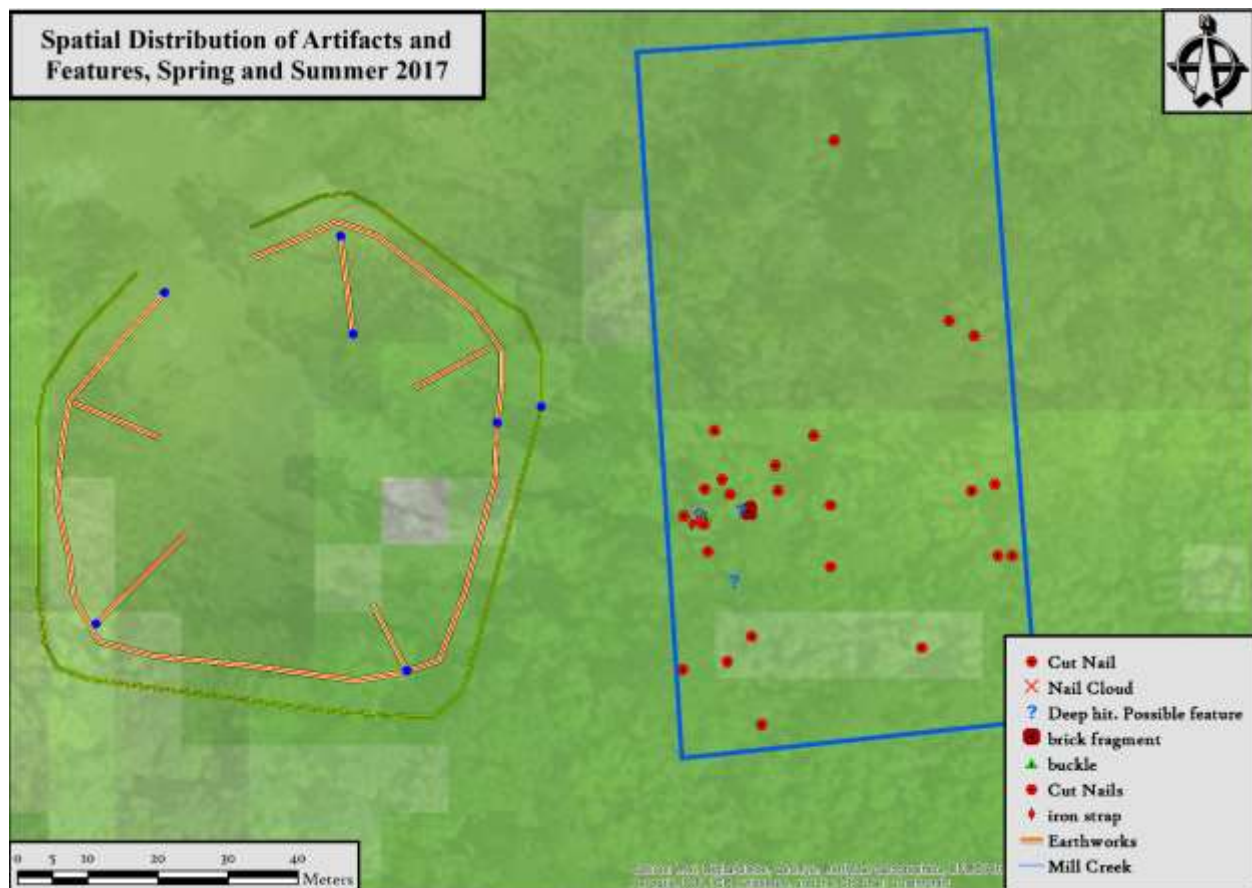 Spatial Distribution of Artifacts and
Features, Spring and Summer 2017
Cut Nail
Nail Cloud
? Deep hit. Possible feature
brick fragment
buckle
Cut Nails
iron strap
Earthworks
Mill Creek
0 5 10 20 30 40
Meters